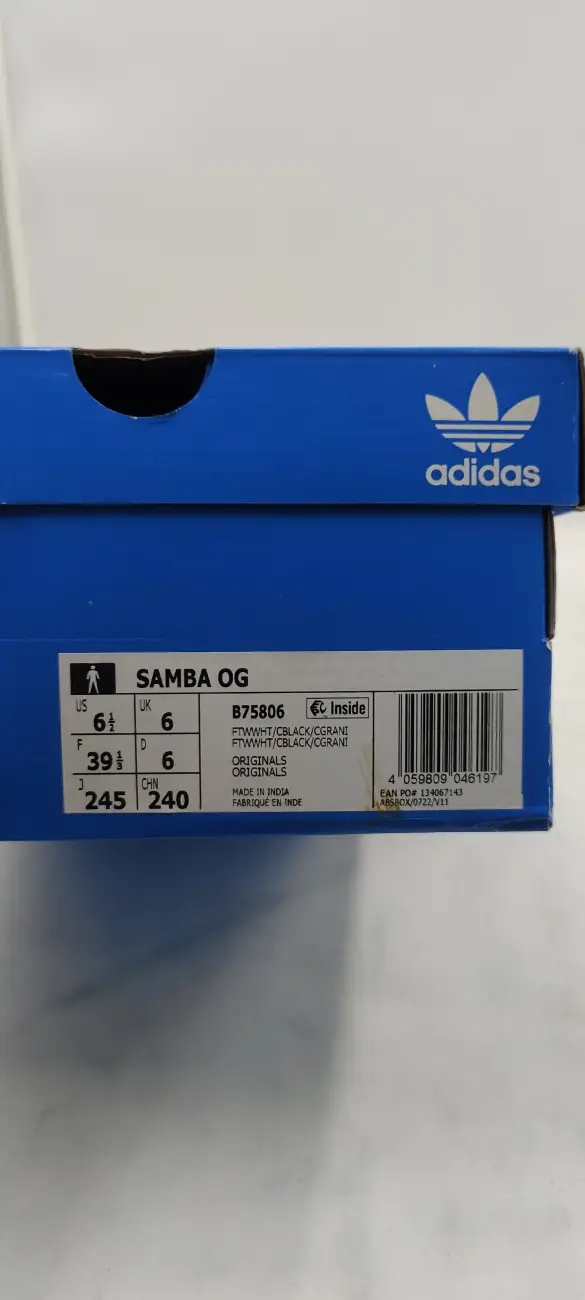 adidas
SAMBA OG
US 6½ UK 6
F 39⅓ D 6
J 245 CHN 240
B75806 Inside
FTWWHT/CBLACK/CGRANI
FTWWHT/CBLACK/CGRANI
ORIGINALS
ORIGINALS
MADE IN INDIA
FABRIQUÉ EN INDE
4 059809 046197
EAN PO# 134067143
ABSBOX/0722/V11